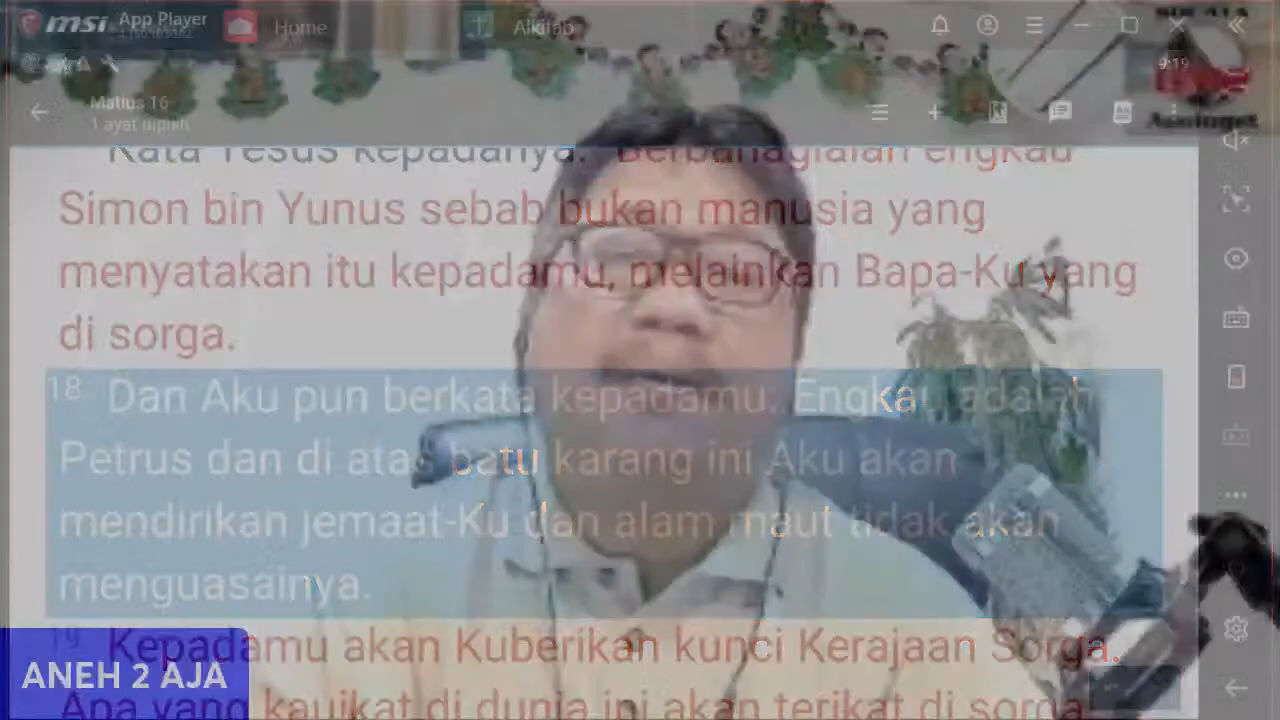 msi App Player
Home
Alkitab
9:19
Matius 16
1 ayat dipilih
Kata Yesus kepadanya: "Berbahagialah engkau
Simon bin Yunus sebab bukan manusia yang
menyatakan itu kepadamu, melainkan Bapa-Ku yang
di sorga.
18 Dan Aku pun berkata kepadamu: Engkau adalah
Petrus dan di atas batu karang ini Aku akan
mendirikan jemaat-Ku dan alam maut tidak akan
menguasainya.
19 Kepadamu akan Kuberikan kunci Kerajaan Sorga.
Apa yang kauikat di dunia ini akan terikat di sorga
ANEH 2 AJA